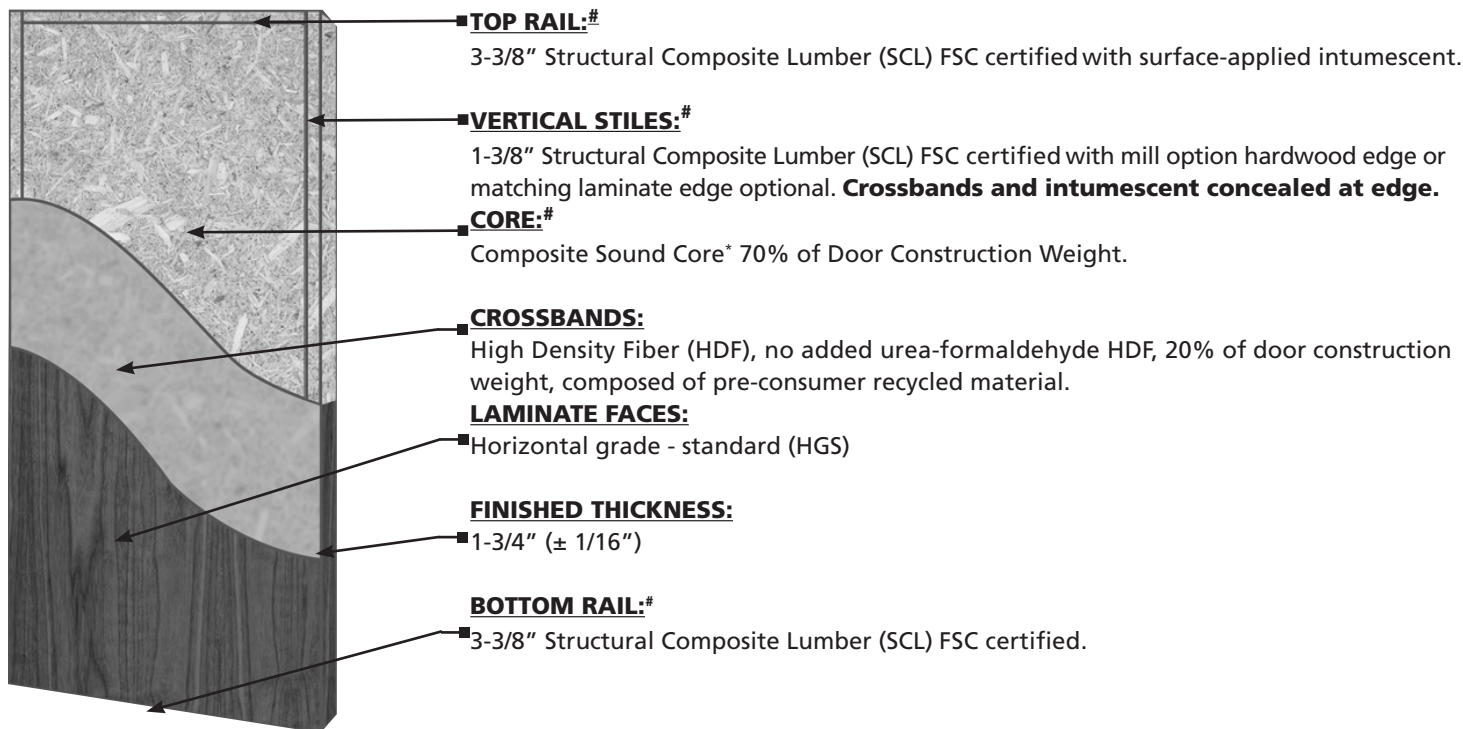 TOP RAIL:#
3-3/8” Structural Composite Lumber (SCL) FSC certified with surface-applied intumescent.
VERTICAL STILES:#
1-3/8” Structural Composite Lumber (SCL) FSC certified with mill option hardwood edge or
matching laminate edge optional. Crossbands and intumescent concealed at edge.
CORE:#
Composite Sound Core* 70% of Door Construction Weight.
CROSSBANDS:
High Density Fiber (HDF), no added urea-formaldehyde HDF, 20% of door construction
weight, composed of pre-consumer recycled material.
LAMINATE FACES:
Horizontal grade - standard (HGS)
FINISHED THICKNESS:
1-3/4” (± 1/16”)
BOTTOM RAIL:#
3-3/8” Structural Composite Lumber (SCL) FSC certified.